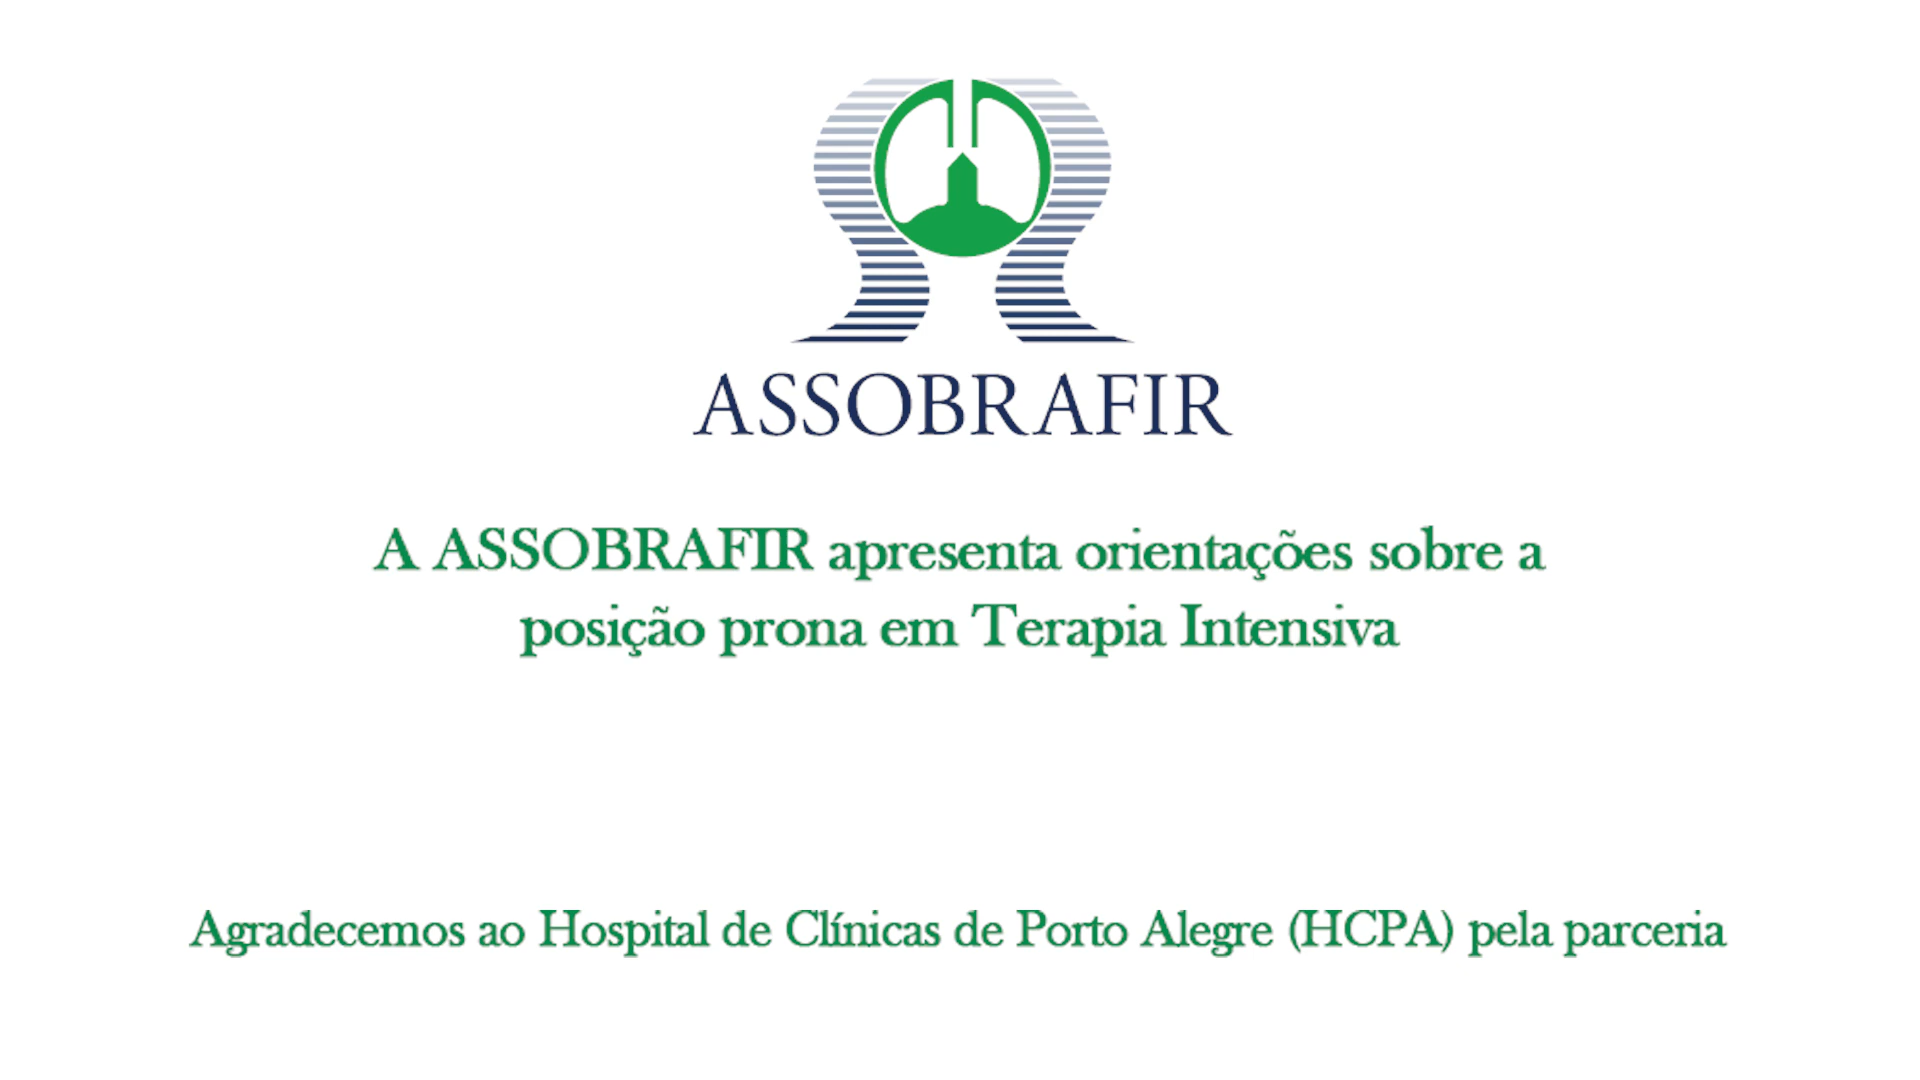 ASSOBRAFIR
A ASSOBRAFIR apresenta orientações sobre a
posição prona em Terapia Intensiva
Agradecemos ao Hospital de Clínicas de Porto Alegre (HCPA) pela parceria